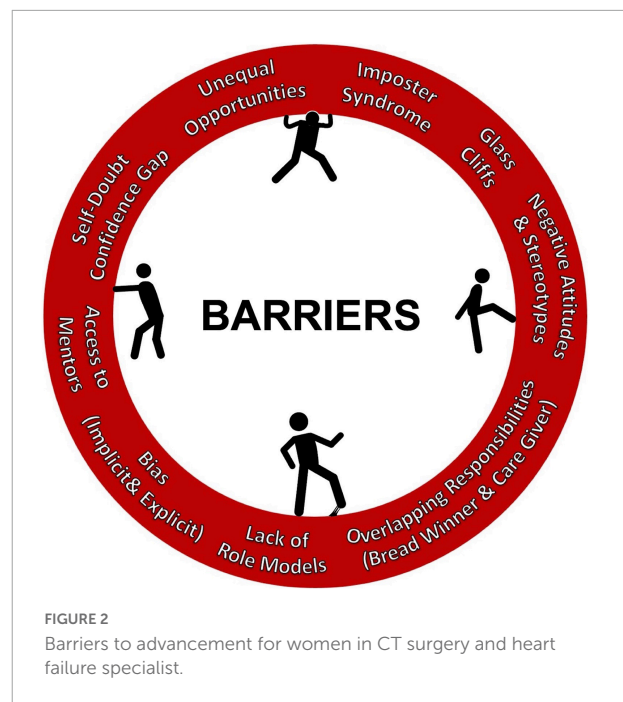 Unequal
Opportunities
Imposter
Syndrome
Glass
Cliffs
Negative Attitudes
& Stereotypes
Overlapping Responsibilities
(Bread Winner & Care Giver)
Lack of
Role Models
Bias
(Implicit& Explicit)
Access to
Mentors
Self-Doubt
Confidence Gap
BARRIERS
FIGURE 2
Barriers to advancement for women in CT surgery and heart
failure specialist.